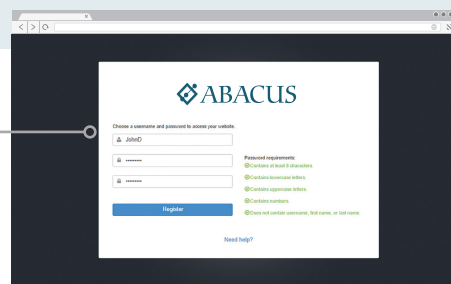 ABACUS
Choose a username and password to access your website.
JohnD
Password requirements:
Contains at least 8 characters
Contains lowercase letters
Contains uppercase letters
Contains numbers
Does not contain username, first name, or last name
Register
Need help?